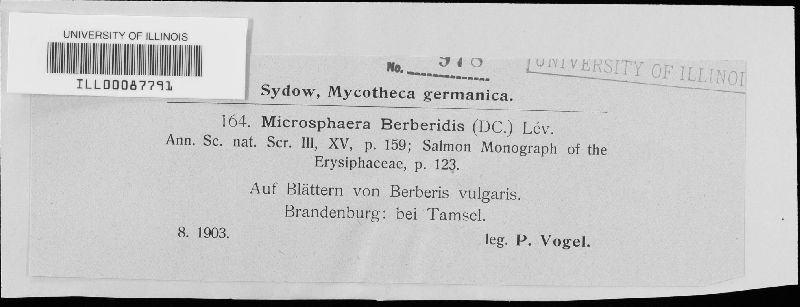 UNIVERSITY OF ILLINOIS
ILL00087791
No.
UNIVERSITY OF ILLINOI
Sydow, Mycotheca germanica.
164. Microsphaera Berberidis (DC.) Lév.
Ann. Sc. nat. Ser. III, XV, p. 159; Salmon Monograph of the
Erysiphaceae, p. 123.
Auf Blättern von Berberis vulgaris.
Brandenburg: bei Tamsel.
8. 1903.
leg. P. Vogel.